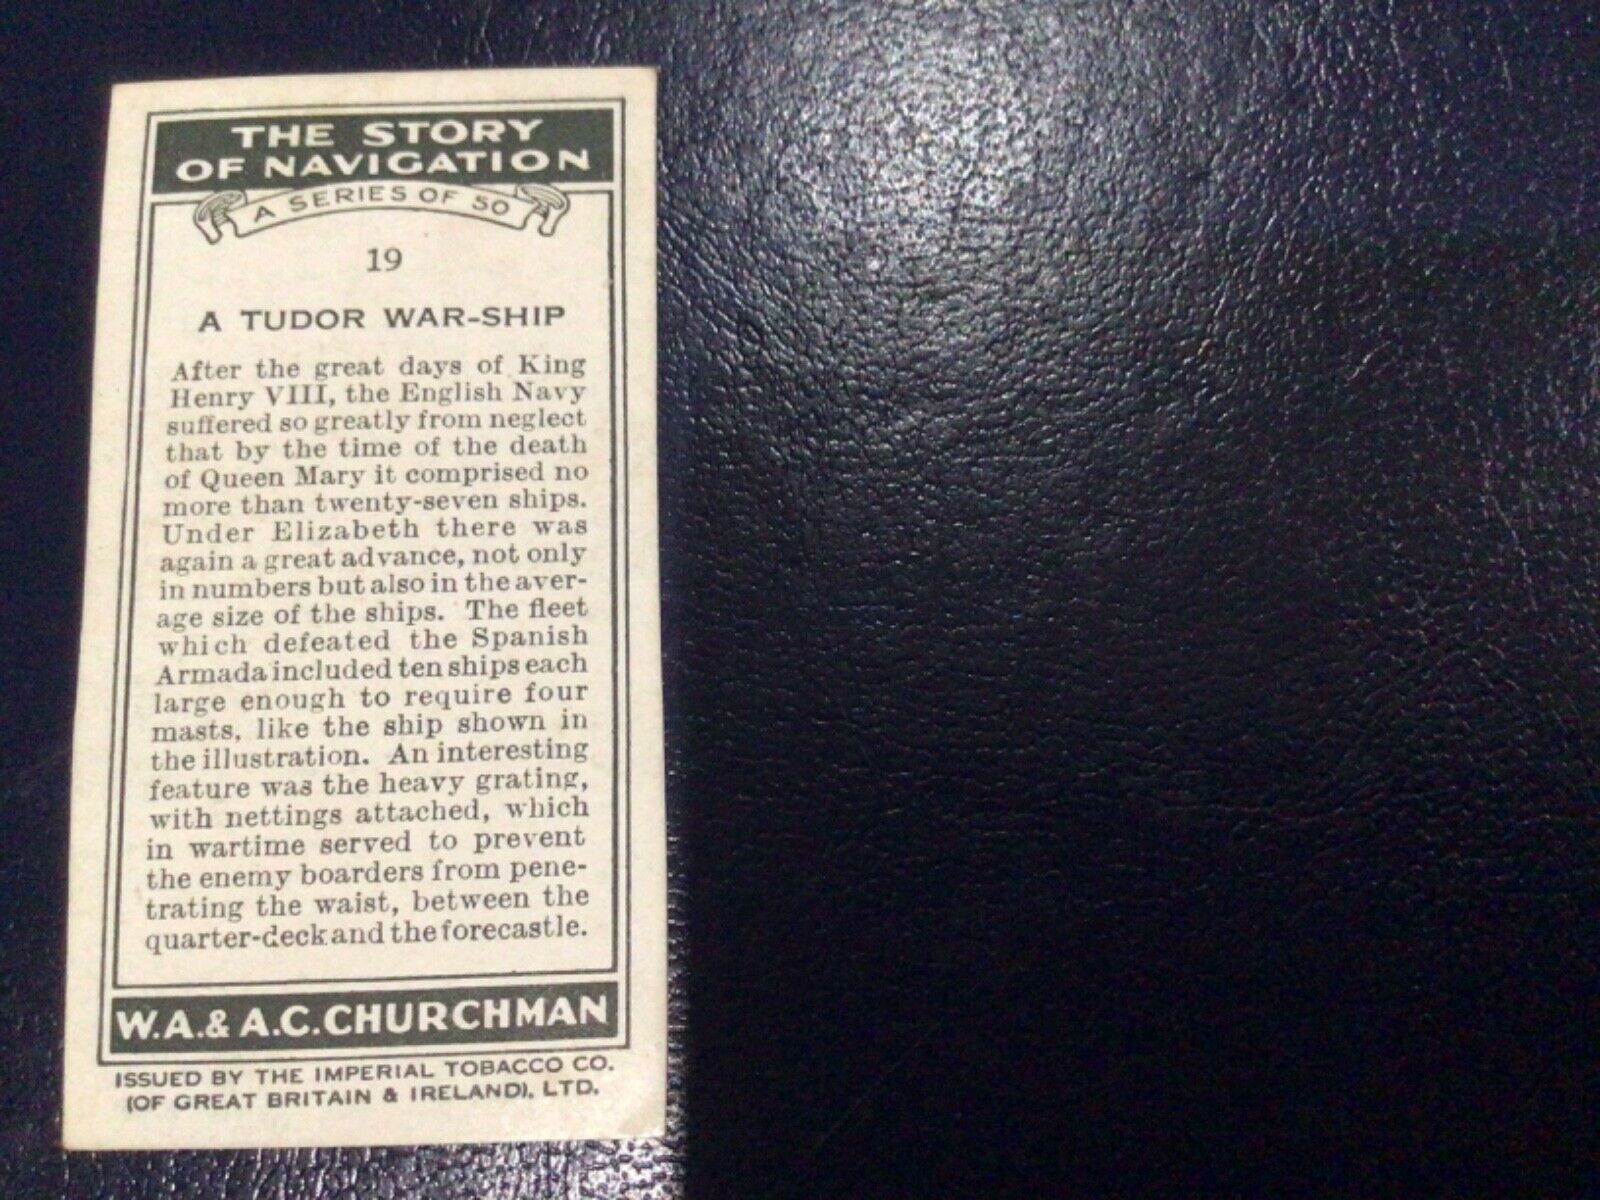 THE STORY
OF NAVIGATION
A SERIES OF 50
19
A TUDOR WAR-SHIP
After the great days of King
Henry VIII, the English Navy
suffered so greatly from neglect
that by the time of the death
of Queen Mary it comprised no
more than twenty-seven ships.
Under Elizabeth there was
again a great advance, not only
in numbers but also in the aver-
age size of the ships. The fleet
which defeated the Spanish
Armada included ten ships each
large enough to require four
masts, like the ship shown in
the illustration. An interesting
feature was the heavy grating,
with nettings attached, which
in wartime served to prevent
the enemy boarders from pene-
trating the waist, between the
quarter-deck and the forecastle.
W.A. & A.C. CHURCHMAN
ISSUED BY THE IMPERIAL TOBACCO CO.
(OF GREAT BRITAIN & IRELAND), LTD.